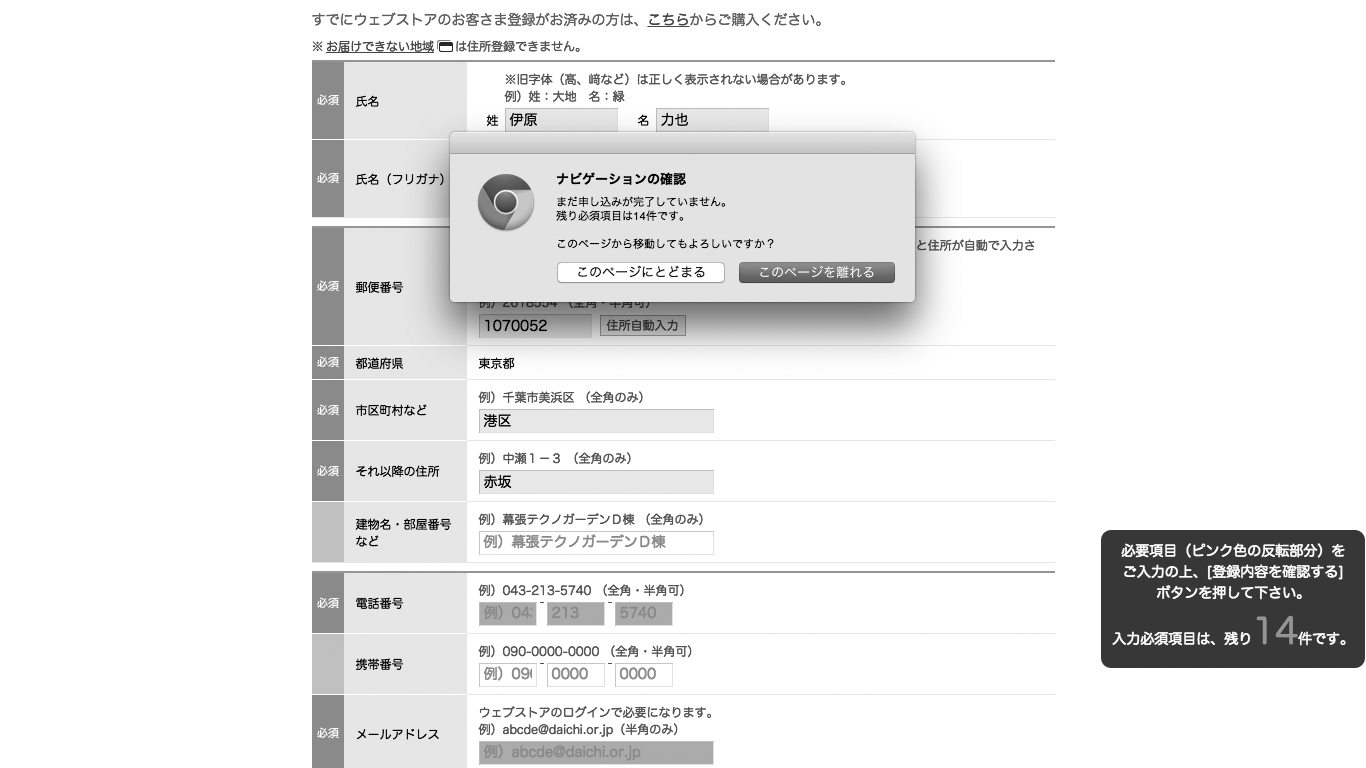 すでにウェブストアのお客さま登録がお済みの方は、こちらからご購入ください。
※ お届けできない地域 は住所登録できません。
※旧字体（髙、﨑など）は正しく表示されない場合があります。
例）姓：大地　名：緑
必須 氏名
姓 伊原 名 力也
必須 氏名（フリガナ）
ナビゲーションの確認
まだ申し込みが完了していません。
残り必須項目は14件です。
このページから移動してもよろしいですか？
このページにとどまる このページを離れる
と住所が自動で入力さ
必須 郵便番号
例）2618554 （全角・半角可）
1070052 住所自動入力
必須 都道府県 東京都
必須 市区町村など
例）千葉市美浜区 （全角のみ）
港区
必須 それ以降の住所
例）中瀬１－３ （全角のみ）
赤坂
建物名・部屋番号
など
例）幕張テクノガーデンＤ棟 （全角のみ）
例）幕張テクノガーデンＤ棟
必須 電話番号
例）043-213-5740 （全角・半角可）
例）043 - 213 - 5740
携帯番号
例）090-0000-0000 （全角・半角可）
例）090 - 0000 - 0000
必須 メールアドレス
ウェブストアのログインで必要になります。
例）abcde@daichi.or.jp（半角のみ）
例）abcde@daichi.or.jp
必要項目（ピンク色の反転部分）を
ご入力の上、[登録内容を確認する]
ボタンを押して下さい。
入力必須項目は、残り14件です。